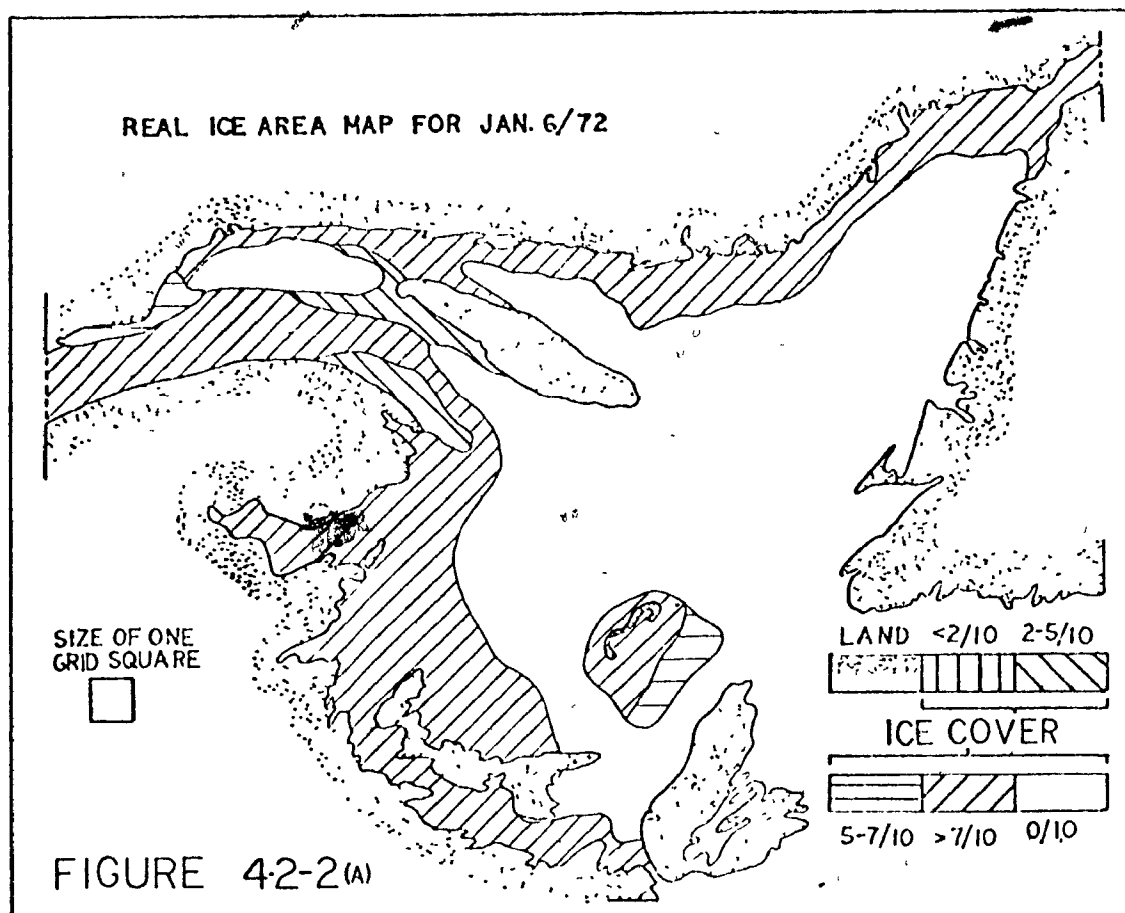 REAL ICE AREA MAP FOR JAN. 6/72
SIZE OF ONE
GRID SQUARE
LAND <2/10 2-5/10
ICE COVER
5-7/10 >7/10 0/10
FIGURE 4·2-2(A)